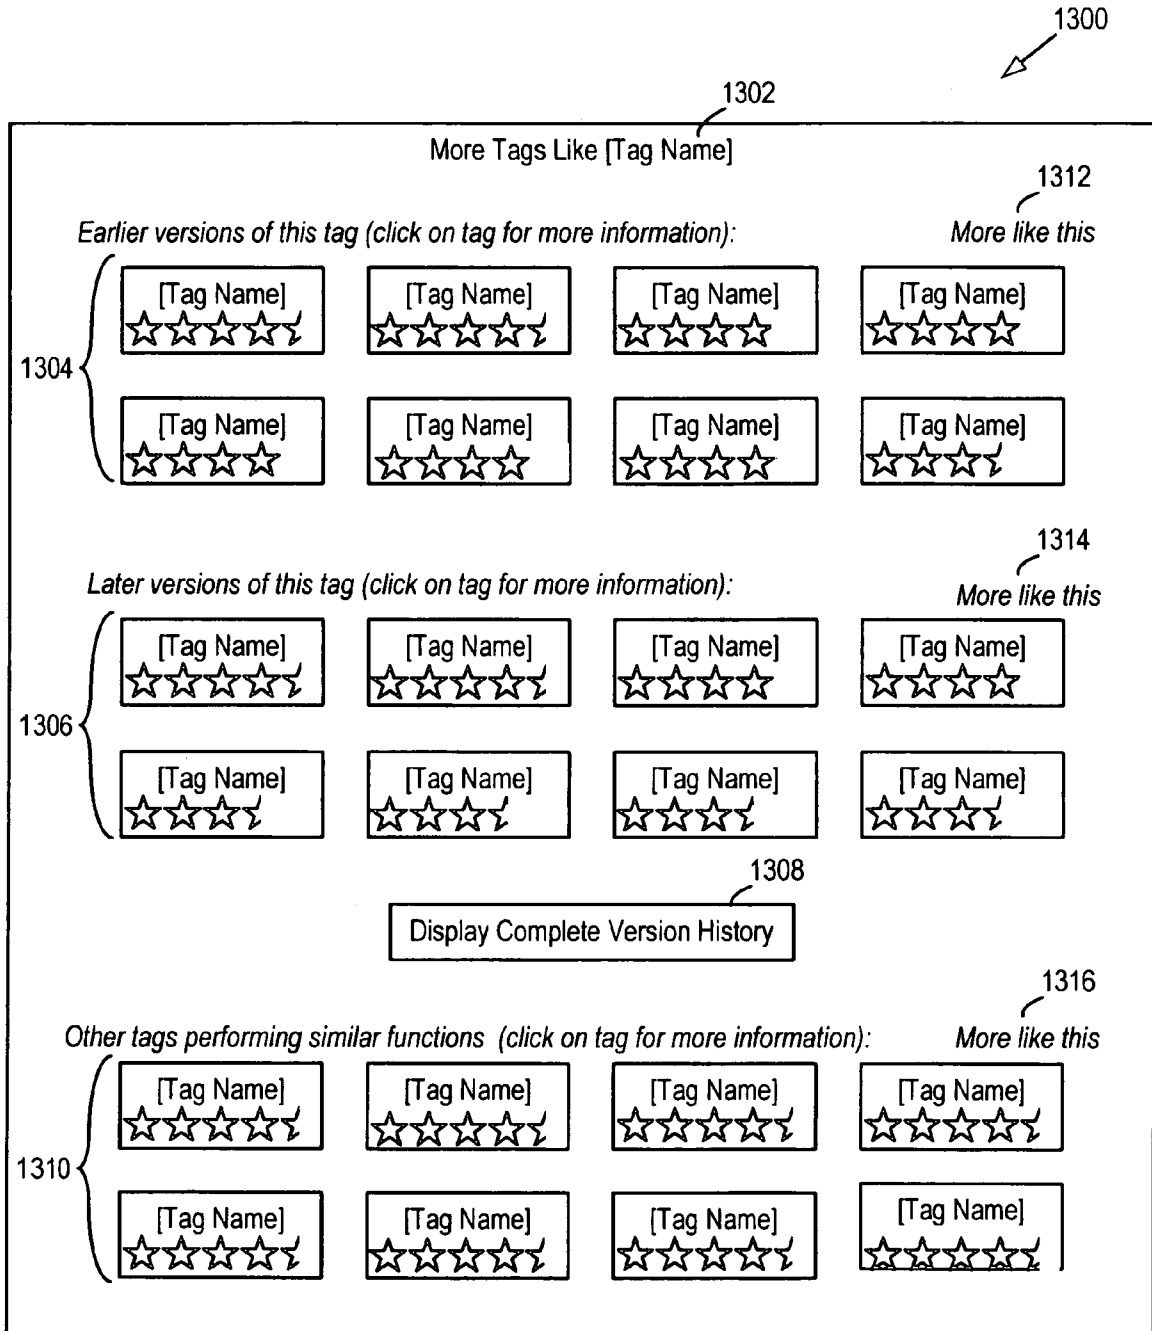 1300
1302
More Tags Like [Tag Name]
1312
Earlier versions of this tag (click on tag for more information): More like this
[Tag Name] [Tag Name] [Tag Name] [Tag Name]
1304
[Tag Name] [Tag Name] [Tag Name] [Tag Name]
1314
Later versions of this tag (click on tag for more information): More like this
[Tag Name] [Tag Name] [Tag Name] [Tag Name]
1306
[Tag Name] [Tag Name] [Tag Name] [Tag Name]
1308
Display Complete Version History
1316
Other tags performing similar functions (click on tag for more information): More like this
[Tag Name] [Tag Name] [Tag Name] [Tag Name]
1310
[Tag Name] [Tag Name] [Tag Name] [Tag Name]